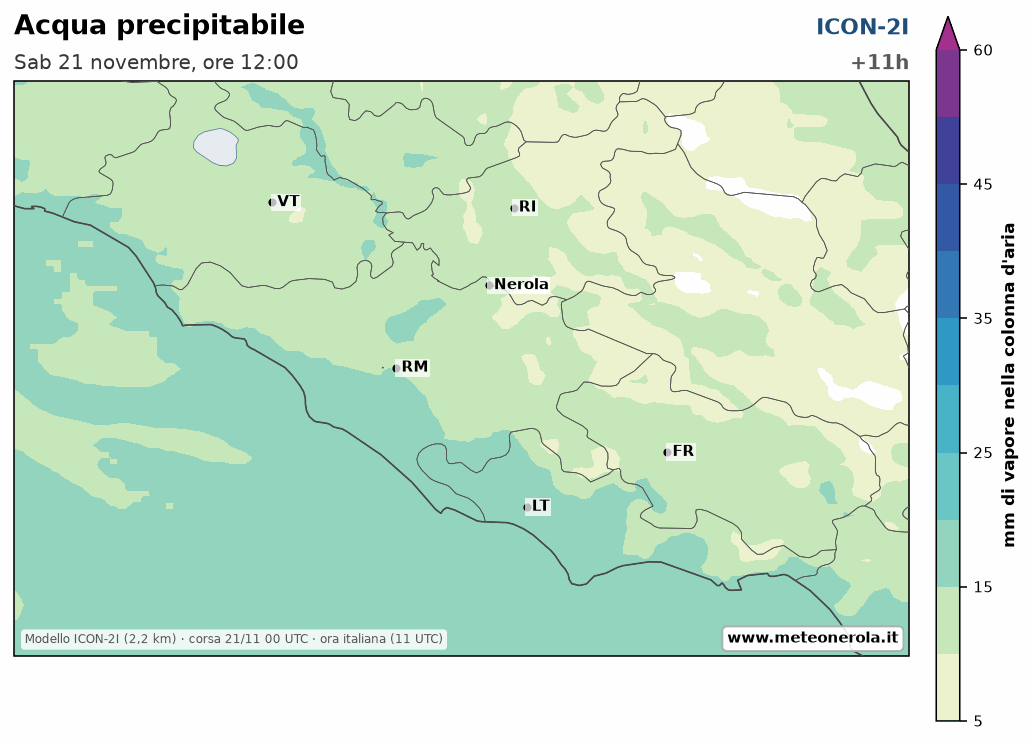 Acqua precipitabile
ICON-2I
Sab 21 novembre, ore 12:00
+11h
60
45
35
25
15
5
mm di vapore nella colonna d'aria
VT
RI
Nerola
RM
FR
LT
Modello ICON-2I (2,2 km) · corsa 21/11 00 UTC · ora italiana (11 UTC)
www.meteonerola.it